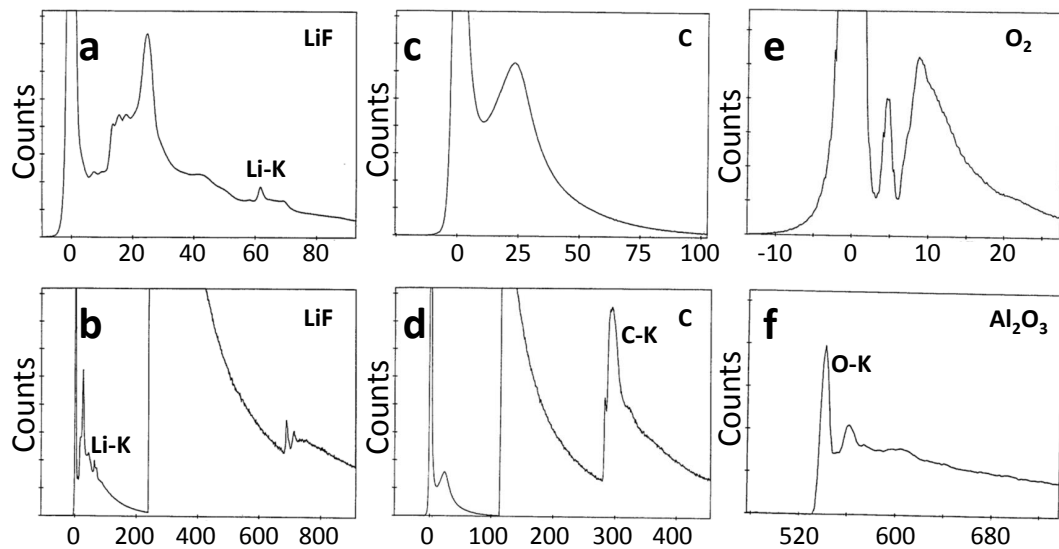 a
LiF
Counts
Li-K
0 20 40 60 80
c
C
Counts
0 25 50 75 100
e
O₂
Counts
-10 0 10 20
b
LiF
Counts
Li-K
0 200 400 600 800
d
C
Counts
C-K
0 100 200 300 400
f
Al₂O₃
Counts
O-K
520 600 680